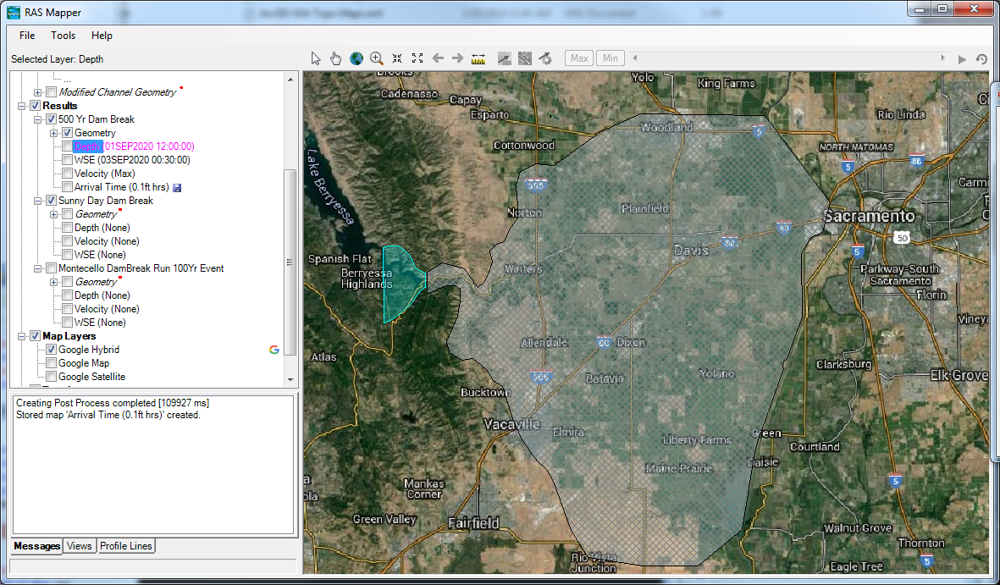 RAS Mapper
File Tools Help
Selected Layer: Depth
Max Min
...
Modified Channel Geometry
Results
500 Yr Dam Break
Geometry
Depth (01SEP2020 12:00:00)
WSE (03SEP2020 00:30:00)
Velocity (Max)
Arrival Time (0.1ft hrs)
Sunny Day Dam Break
Geometry
Depth (None)
Velocity (None)
WSE (None)
Montecello DamBreak Run 100Yr Event
Geometry
Depth (None)
Velocity (None)
WSE (None)
Map Layers
Google Hybrid
Google Map
Google Satellite
Creating Post Process completed [109927 ms]
Stored map 'Arrival Time (0.1ft hrs)' created.
Messages Views Profile Lines
Brooks
Cadenasso
Capay
Esparto
Yolo
King Farms
Rio Linda
Woodland
5
Cottonwood
NORTH NATOMAS
5
80
Lake Berryessa
505
Norton
Plainfield
Sacramento
80
50
80
Davis
5
Spanish Flat
Berryessa
Highlands
Winters
Parkway-South
Sacramento
Florin
Allendale
80
Dixon
Atlas
505
Batavia
Yolano
Clarksburg
Elk Grove
Bucktown
Vacaville
Elmira
Liberty Farms
Green
Courtland
Maine Prairie
Daisie
5
Mankas
Corner
Green Valley
Fairfield
Walnut Grove
Thornton
Rio Vista
Junction
5
Eagle Tree